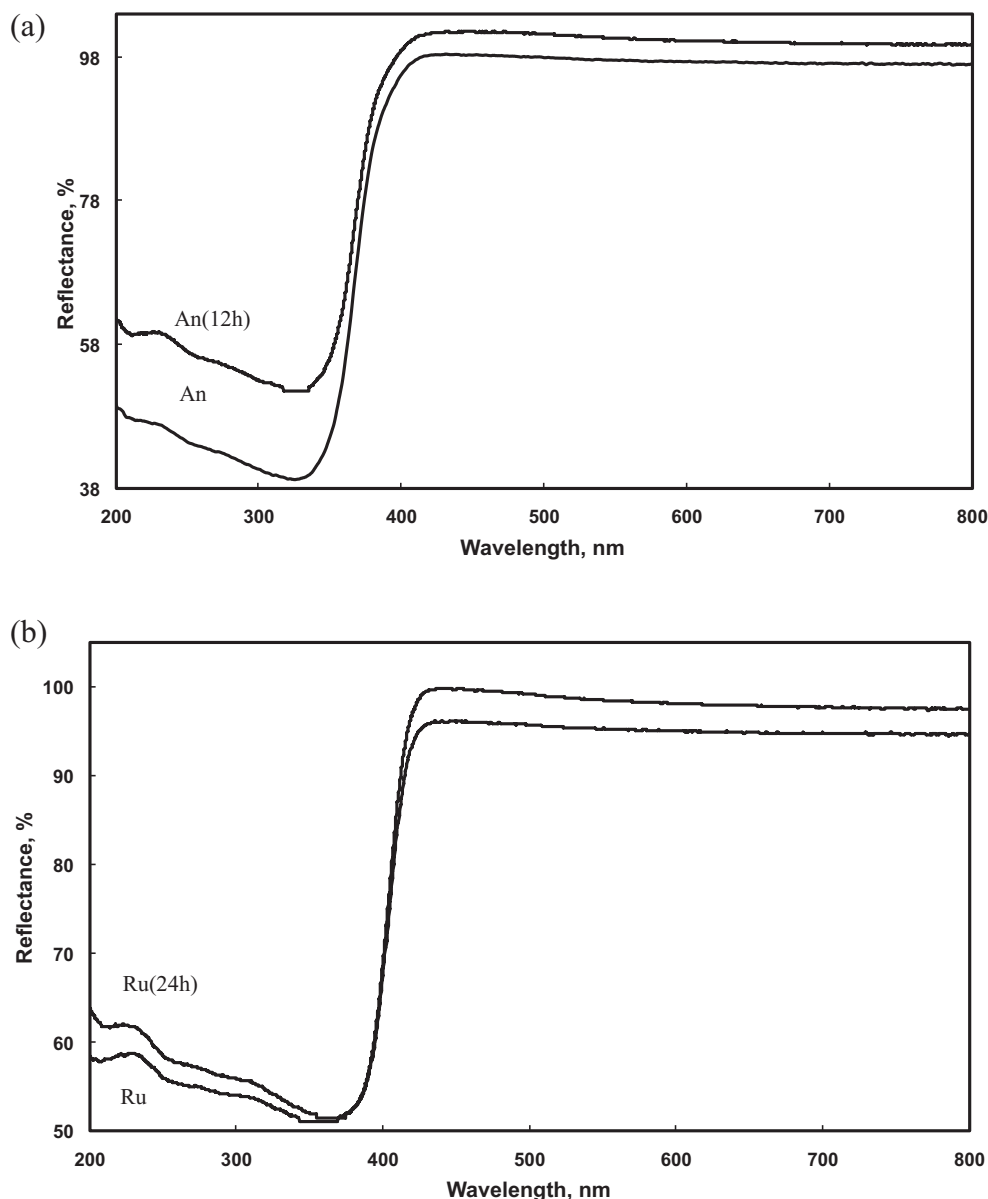 (a)
98
78
58
38
Reflectance, %
An(12h)
An
200 300 400 500 600 700 800
Wavelength, nm
(b)
100
90
80
70
60
50
Reflectance, %
Ru(24h)
Ru
200 300 400 500 600 700 800
Wavelength, nm